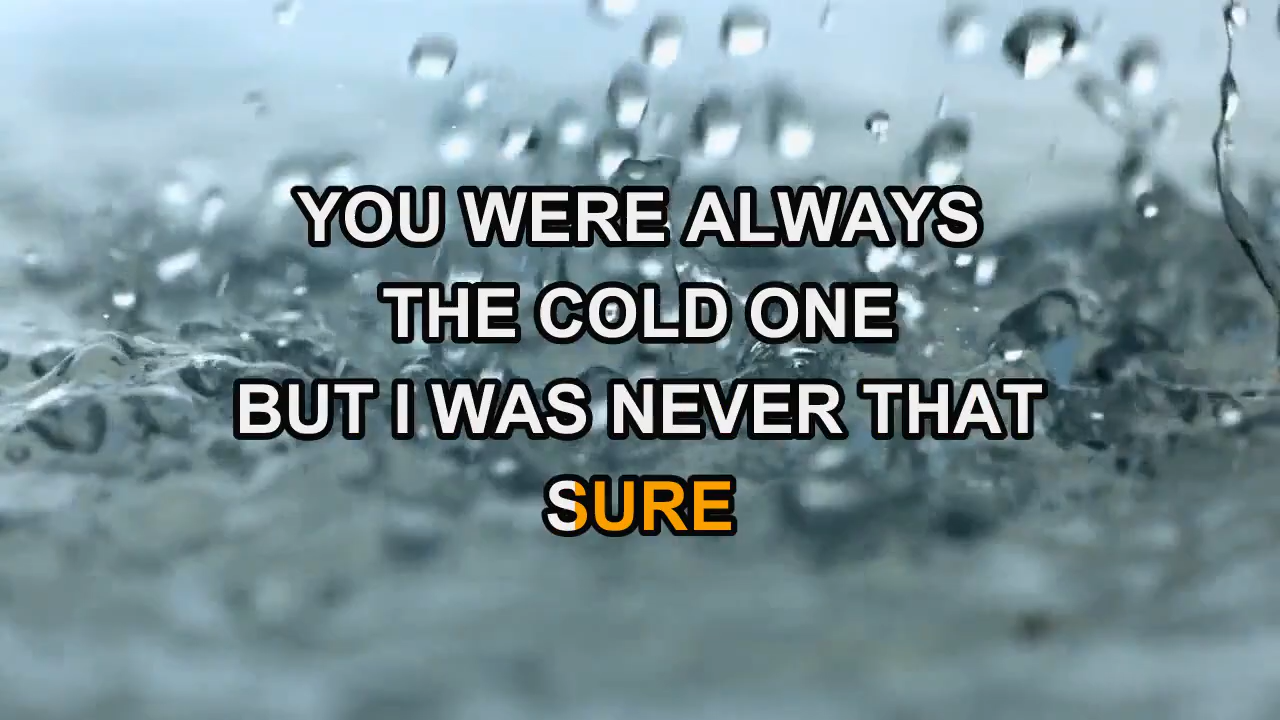 YOU WERE ALWAYS
THE COLD ONE
BUT I WAS NEVER THAT
SURE